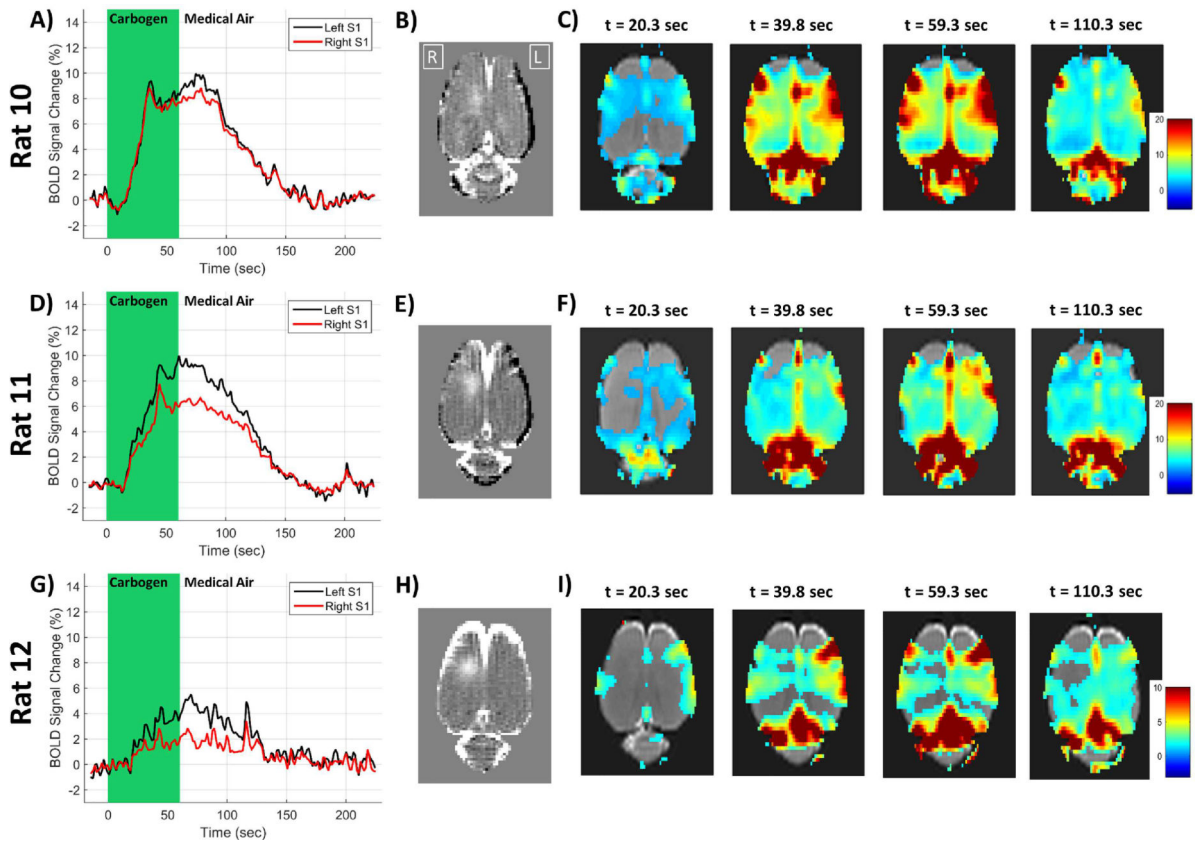 A)
Carbogen Medical Air
Left S1
Right S1
BOLD Signal Change (%)
14
12
10
8
6
4
2
0
-2
0 50 100 150 200
Time (sec)
Rat 10
B)
R L
C)
t = 20.3 sec t = 39.8 sec t = 59.3 sec t = 110.3 sec
20
10
0
D)
Carbogen Medical Air
Left S1
Right S1
BOLD Signal Change (%)
14
12
10
8
6
4
2
0
-2
0 50 100 150 200
Time (sec)
Rat 11
E)
F)
t = 20.3 sec t = 39.8 sec t = 59.3 sec t = 110.3 sec
20
10
0
G)
Carbogen Medical Air
Left S1
Right S1
BOLD Signal Change (%)
14
12
10
8
6
4
2
0
-2
0 50 100 150 200
Time (sec)
Rat 12
H)
I)
t = 20.3 sec t = 39.8 sec t = 59.3 sec t = 110.3 sec
10
5
0